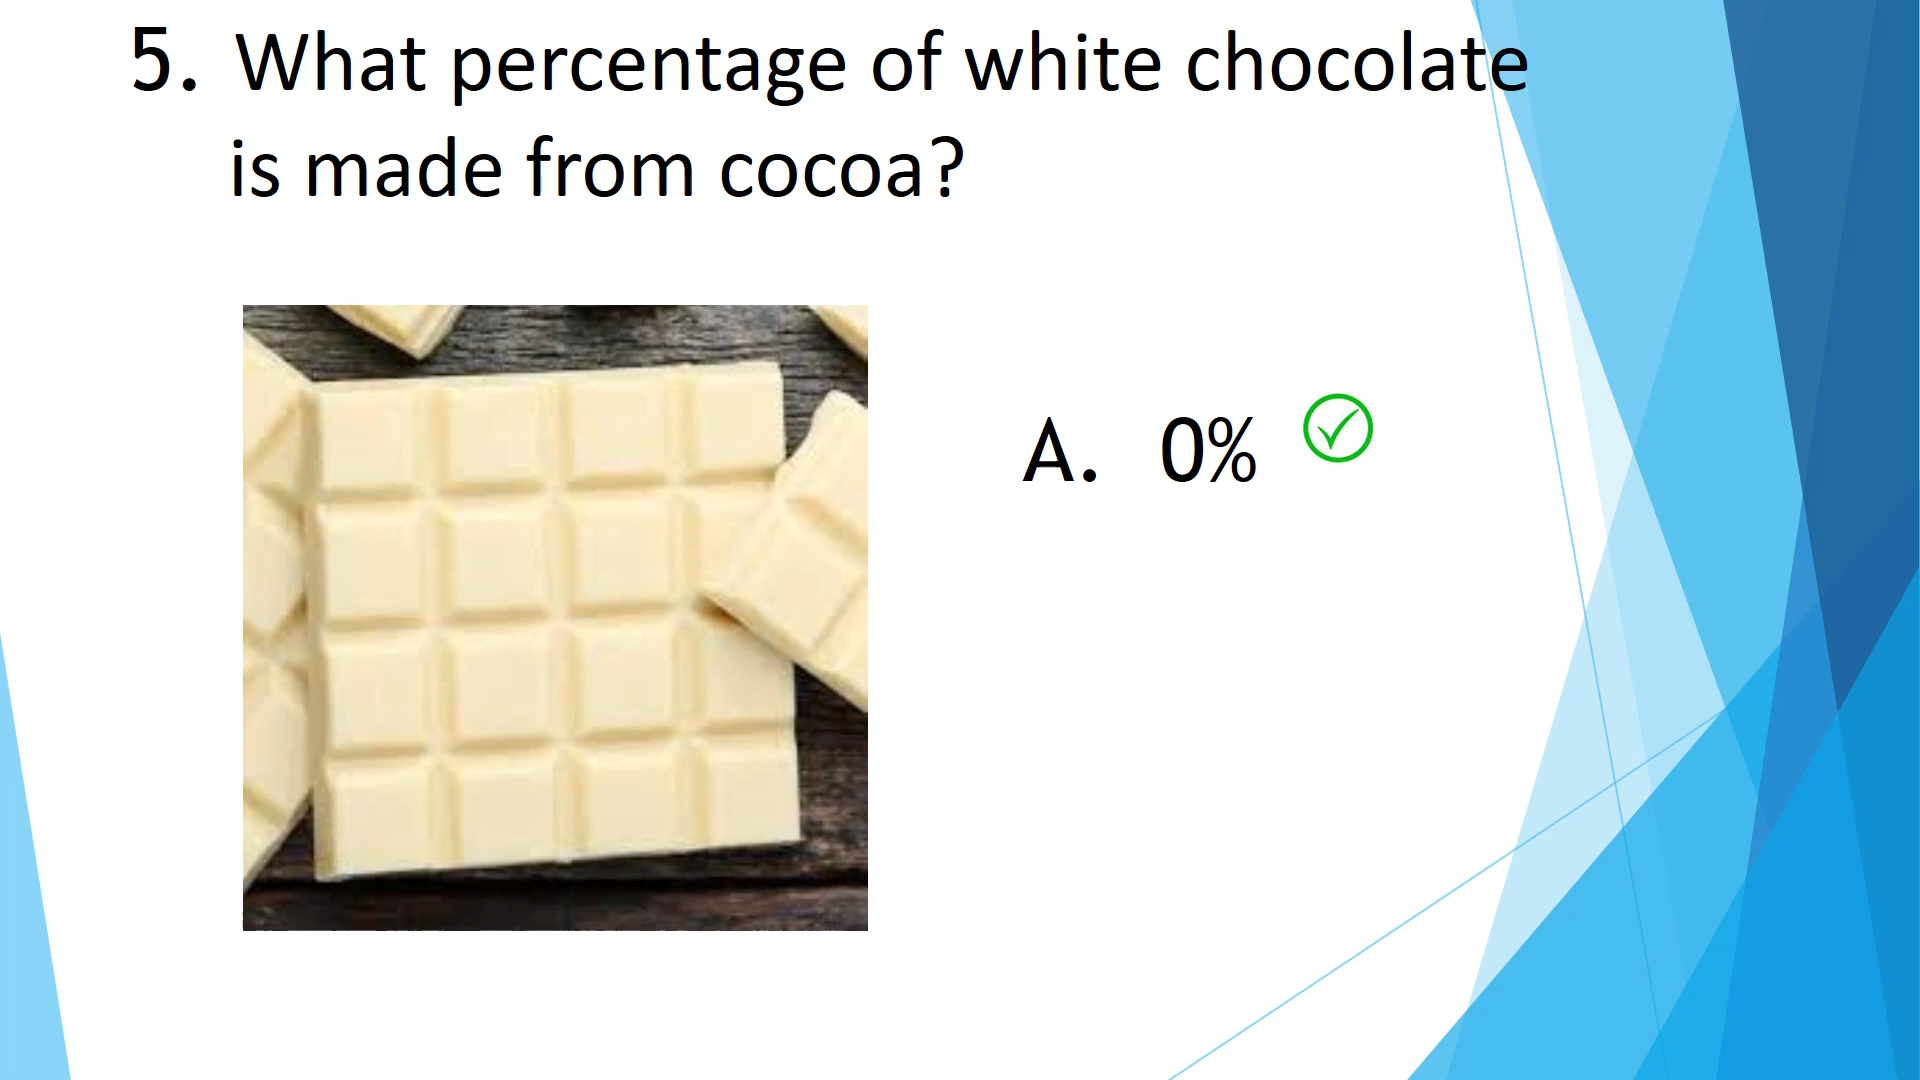 5. What percentage of white chocolate
is made from cocoa?
A. 0%